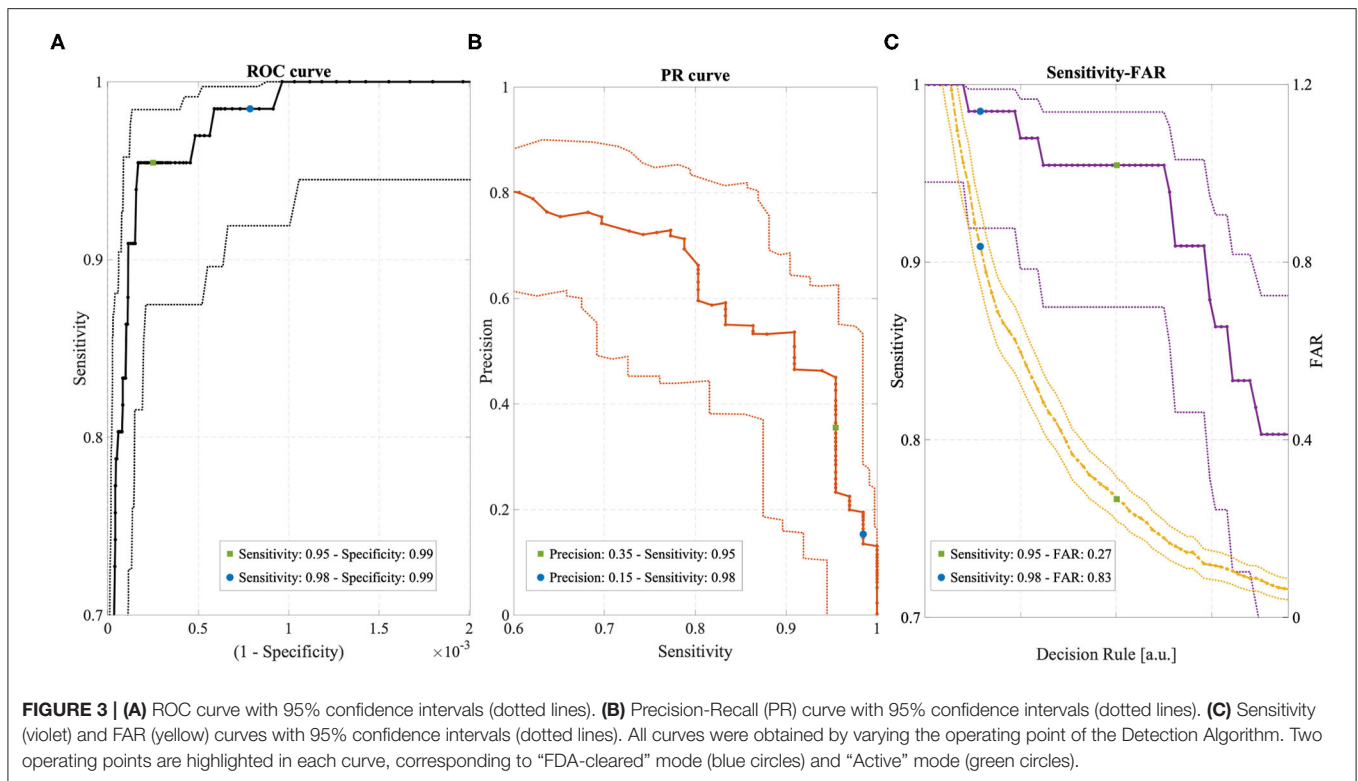 A
ROC curve
1
0.9
0.8
0.7
Sensitivity
Sensitivity: 0.95 - Specificity: 0.99
Sensitivity: 0.98 - Specificity: 0.99
0
0.5
1
1.5
2
(1 - Specificity)
×10⁻³
B
PR curve
1
0.8
0.6
0.4
0.2
0
Precision
Precision: 0.35 - Sensitivity: 0.95
Precision: 0.15 - Sensitivity: 0.98
0.6
0.7
0.8
0.9
1
Sensitivity
C
Sensitivity-FAR
1
0.9
0.8
0.7
Sensitivity
Sensitivity: 0.95 - FAR: 0.27
Sensitivity: 0.98 - FAR: 0.83
1.2
0.8
0.4
0
FAR
Decision Rule [a.u.]
FIGURE 3 | (A) ROC curve with 95% confidence intervals (dotted lines). (B) Precision-Recall (PR) curve with 95% confidence intervals (dotted lines). (C) Sensitivity
(violet) and FAR (yellow) curves with 95% confidence intervals (dotted lines). All curves were obtained by varying the operating point of the Detection Algorithm. Two
operating points are highlighted in each curve, corresponding to “FDA-cleared” mode (blue circles) and “Active” mode (green circles).